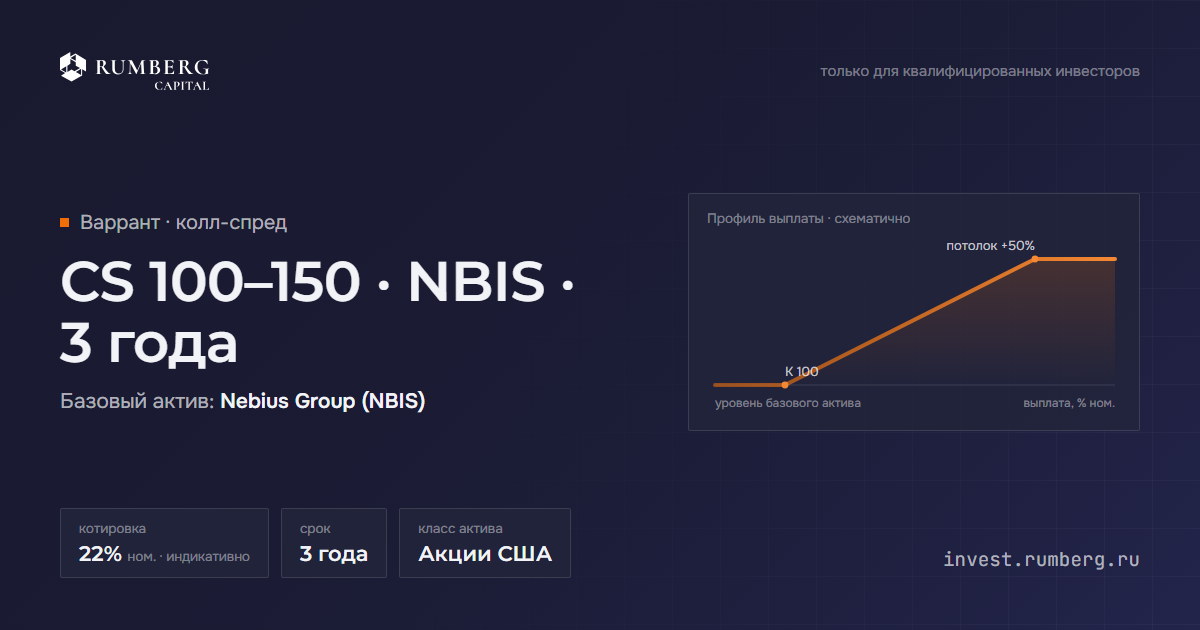 RUMBERG
CAPITAL
только для квалифицированных инвесторов
Варрант · колл-спред
CS 100–150 · NBIS ·
3 года
Базовый актив: Nebius Group (NBIS)
Профиль выплаты · схематично
потолок +50%
К 100
уровень базового актива
выплата, % ном.
котировка
22% ном. · индикативно
срок
3 года
класс актива
Акции США
invest.rumberg.ru